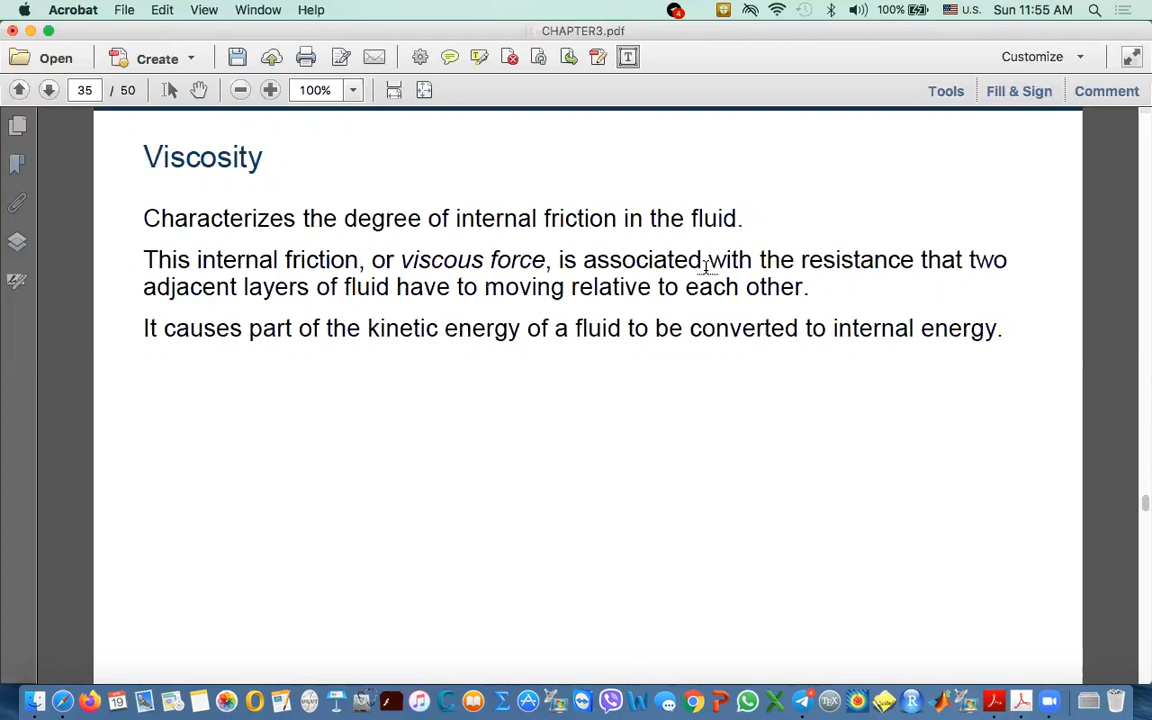 Acrobat File Edit View Window Help 4 100% U.S. Sun 11:55 AM
CHAPTER3.pdf
Open Create Customize
35 / 50 100% Tools Fill & Sign Comment
Viscosity
Characterizes the degree of internal friction in the fluid.
This internal friction, or viscous force, is associated with the resistance that two
adjacent layers of fluid have to moving relative to each other.
It causes part of the kinetic energy of a fluid to be converted to internal energy.